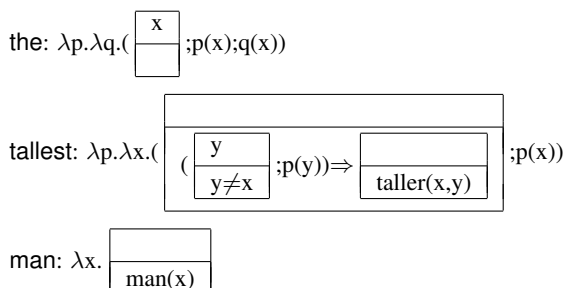 the: λp.λq.( x ;p(x);q(x))
tallest: λp.λx.( ( y ;p(y))⇒ ;p(x))
y≠x taller(x,y)
man: λx.
man(x)